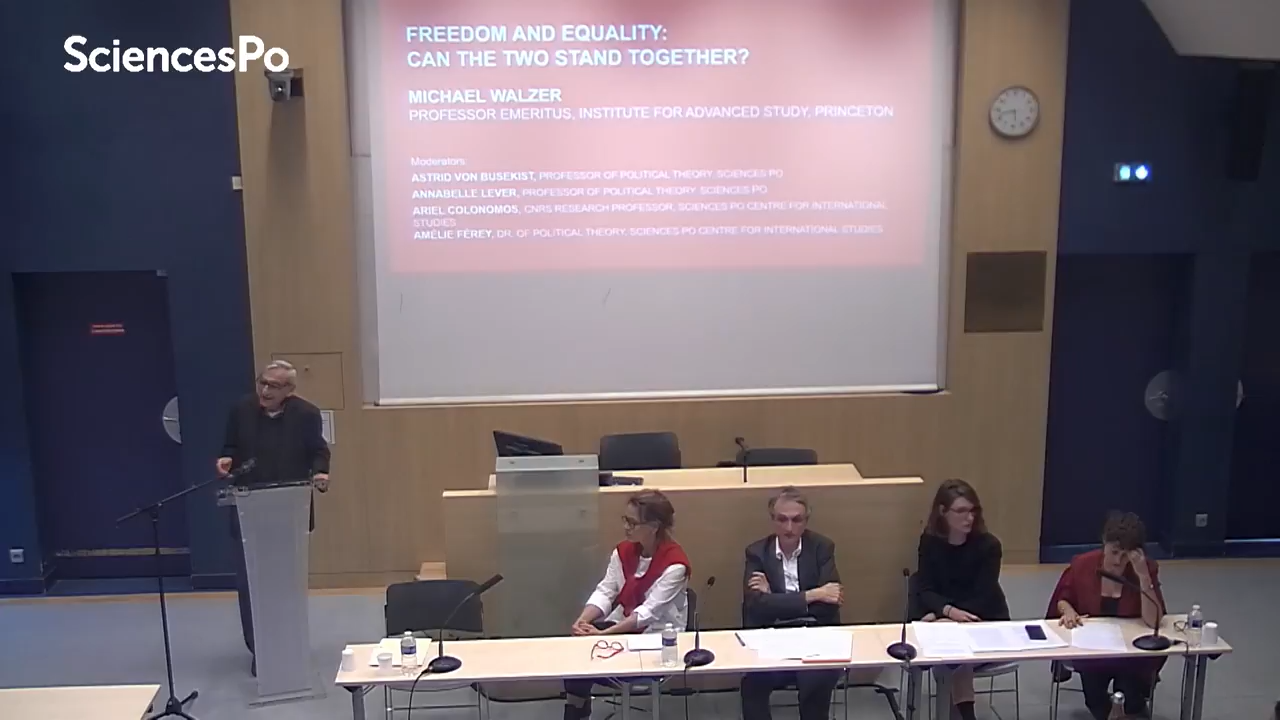 SciencesPo
FREEDOM AND EQUALITY:
CAN THE TWO STAND TOGETHER?
MICHAEL WALZER
PROFESSOR EMERITUS, INSTITUTE FOR ADVANCED STUDY, PRINCETON
Moderators
ASTRID VON BUSEKIST, PROFESSOR OF POLITICAL THEORY, SCIENCES PO
ANNABELLE LEVER, PROFESSOR OF POLITICAL THEORY, SCIENCES PO
ARIEL COLONOMOS, CNRS RESEARCH PROFESSOR, SCIENCES PO CENTRE FOR INTERNATIONAL
STUDIES
AMÉLIE FÉREY, DR. OF POLITICAL THEORY, SCIENCES PO CENTRE FOR INTERNATIONAL STUDIES